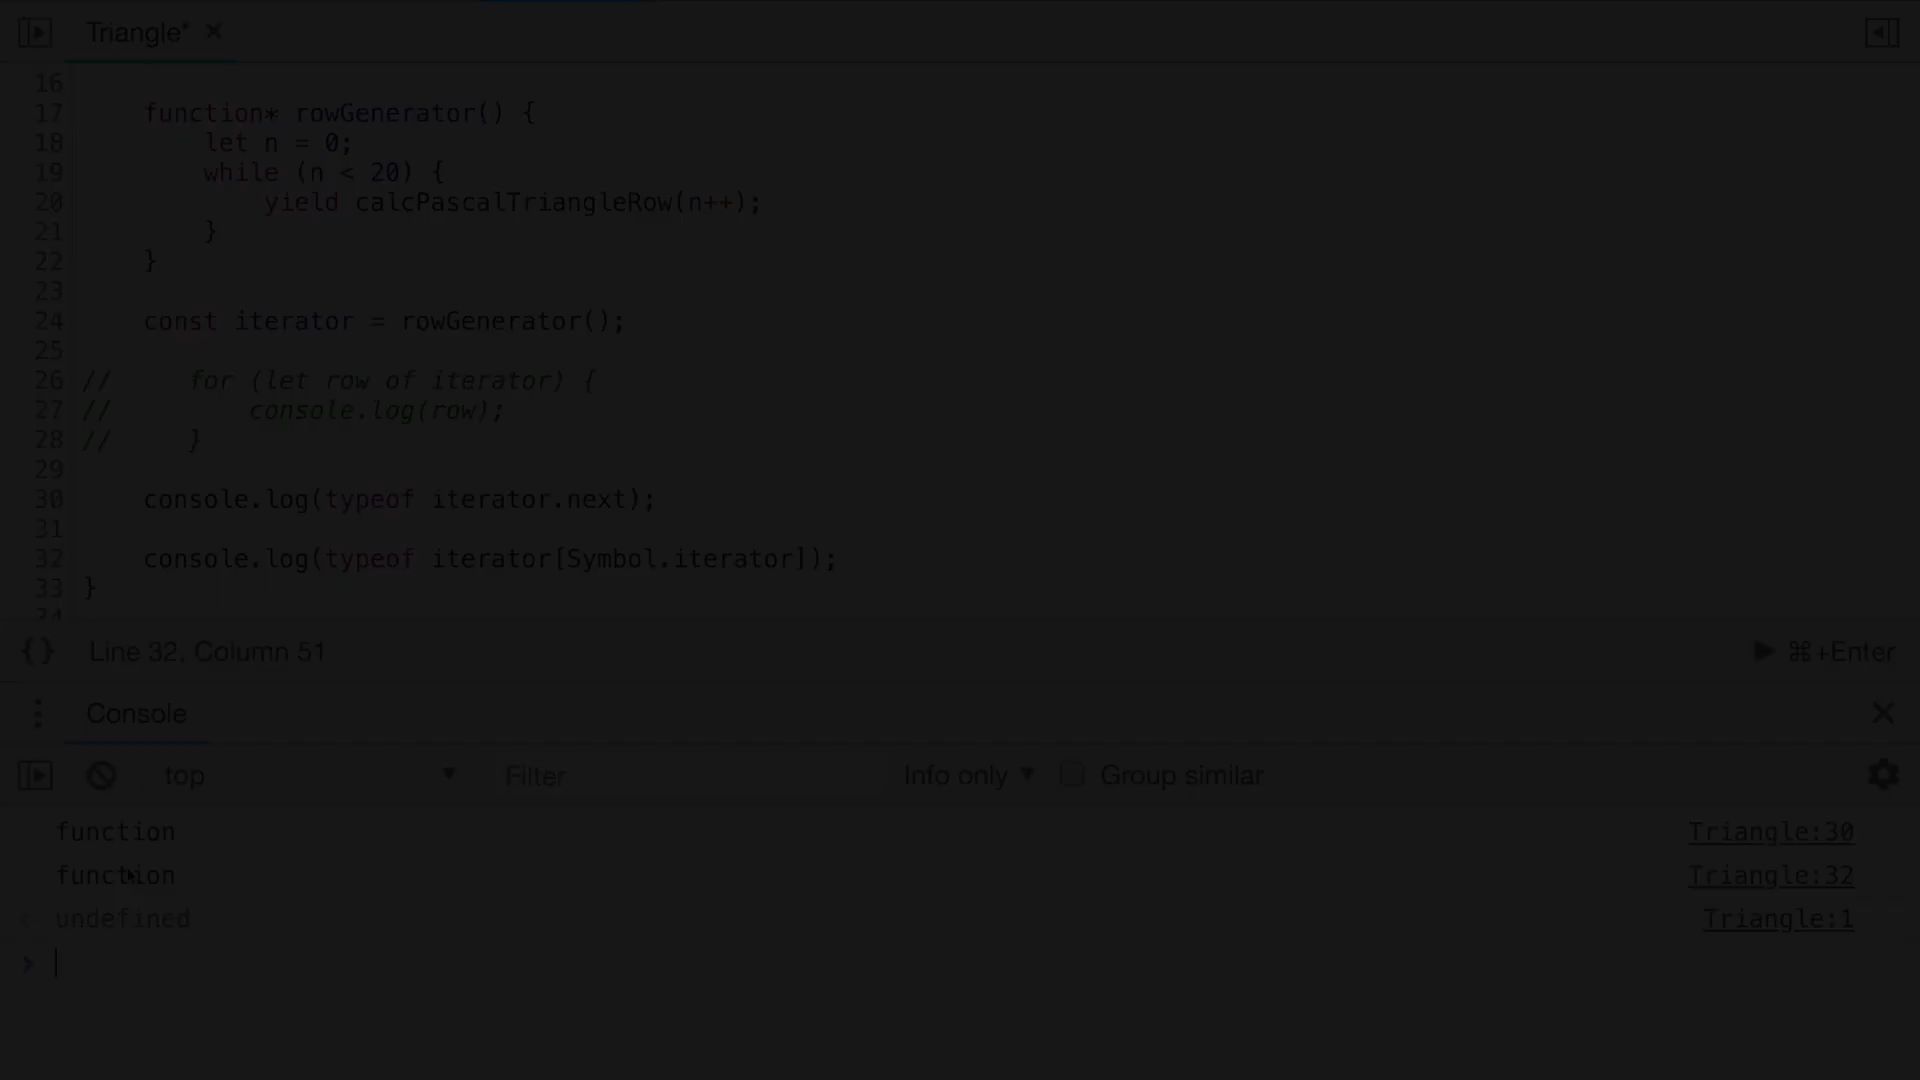 Triangle* ×
16
17 function* rowGenerator() {
18 let n = 0;
19 while (n < 20) {
20 yield calcPascalTriangleRow(n++);
21 }
22 }
23
24 const iterator = rowGenerator();
25
26 // for (let row of iterator) {
27 // console.log(row);
28 // }
29
30 console.log(typeof iterator.next);
31
32 console.log(typeof iterator[Symbol.iterator]);
33 }
34
{} Line 32, Column 51 ▶ ⌘+Enter
Console ×
top ▼ Filter Info only ▼ Group similar
function Triangle:30
function Triangle:32
undefined Triangle:1
>